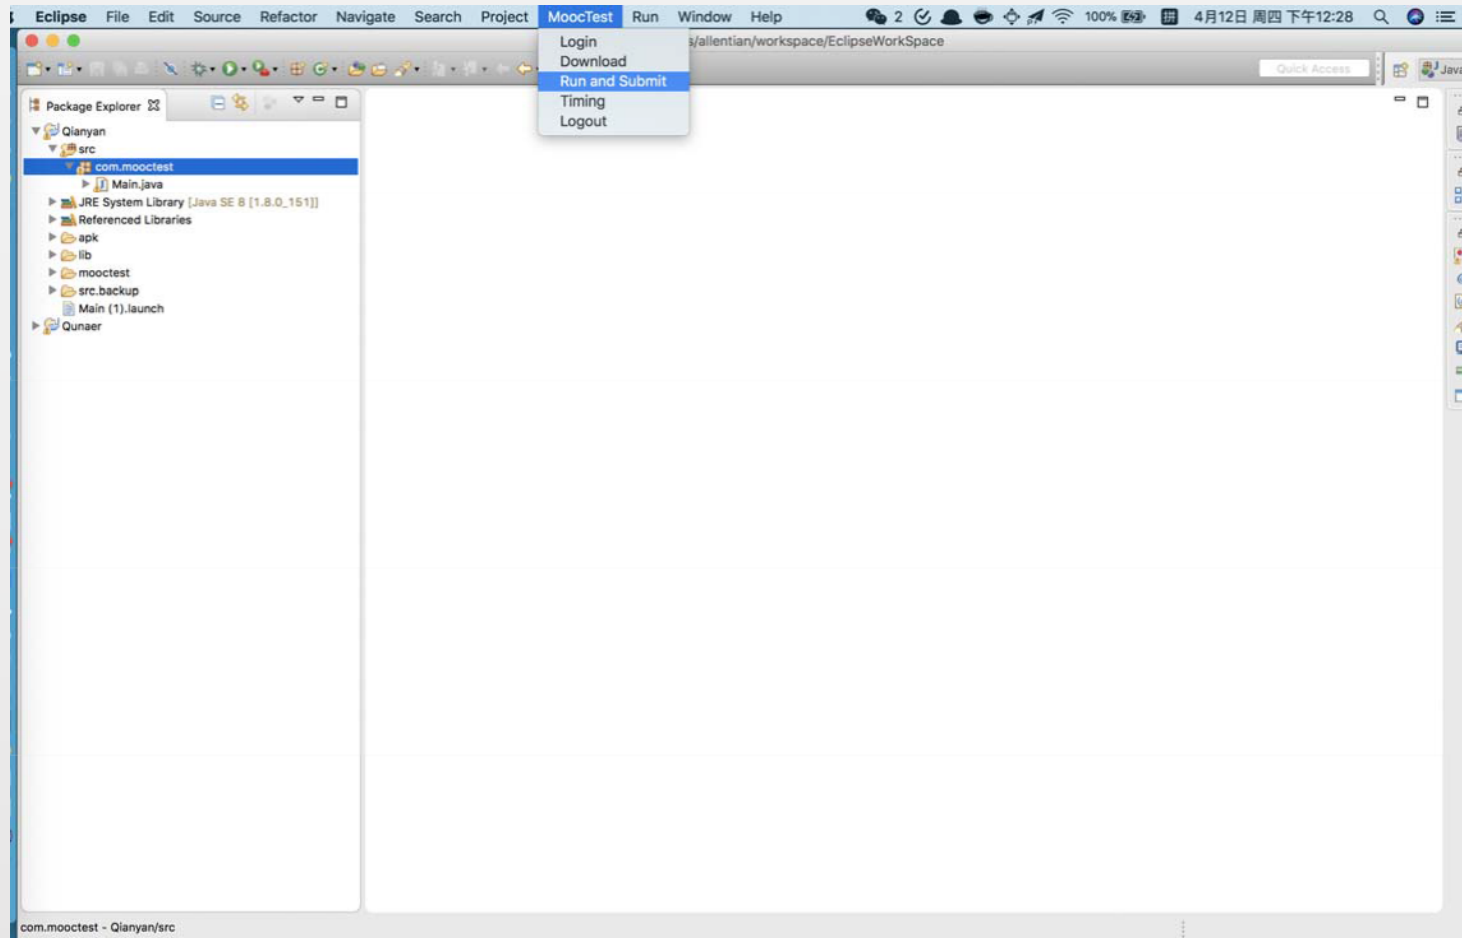 Eclipse File Edit Source Refactor Navigate Search Project MoocTest Run Window Help 2 100% 4月12日 周四 下午12:28
s/allentian/workspace/EclipseWorkSpace
Login
Download
Run and Submit
Timing
Logout
Quick Access
Java
Package Explorer
Qianyan
src
com.mooctest
Main.java
JRE System Library [Java SE 8 [1.8.0_151]]
Referenced Libraries
apk
lib
mooctest
src.backup
Main (1).launch
Qunaer
com.mooctest - Qianyan/src